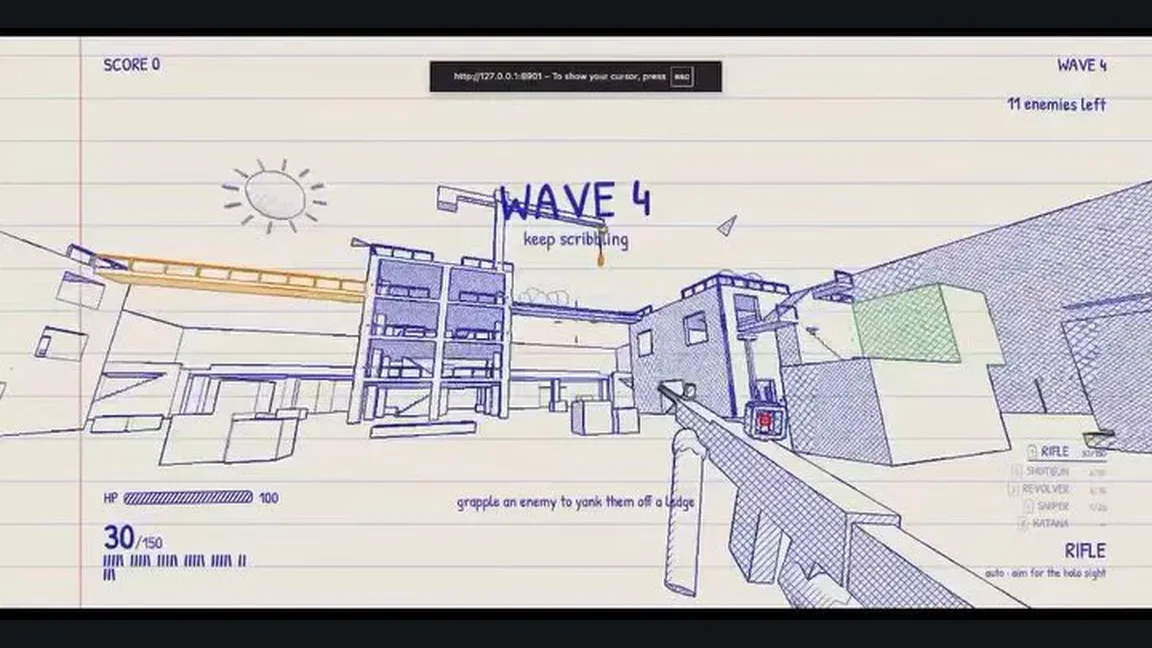 SCORE 0
http://127.0.0.1:8901 – To show your cursor, press esc
WAVE 4
11 enemies left
WAVE 4
keep scribbling
HP 100
grapple an enemy to yank them off a ledge
30/150
RIFLE
SHOTGUN
REVOLVER
SNIPER
KATANA
RIFLE
auto · aim for the holo sight